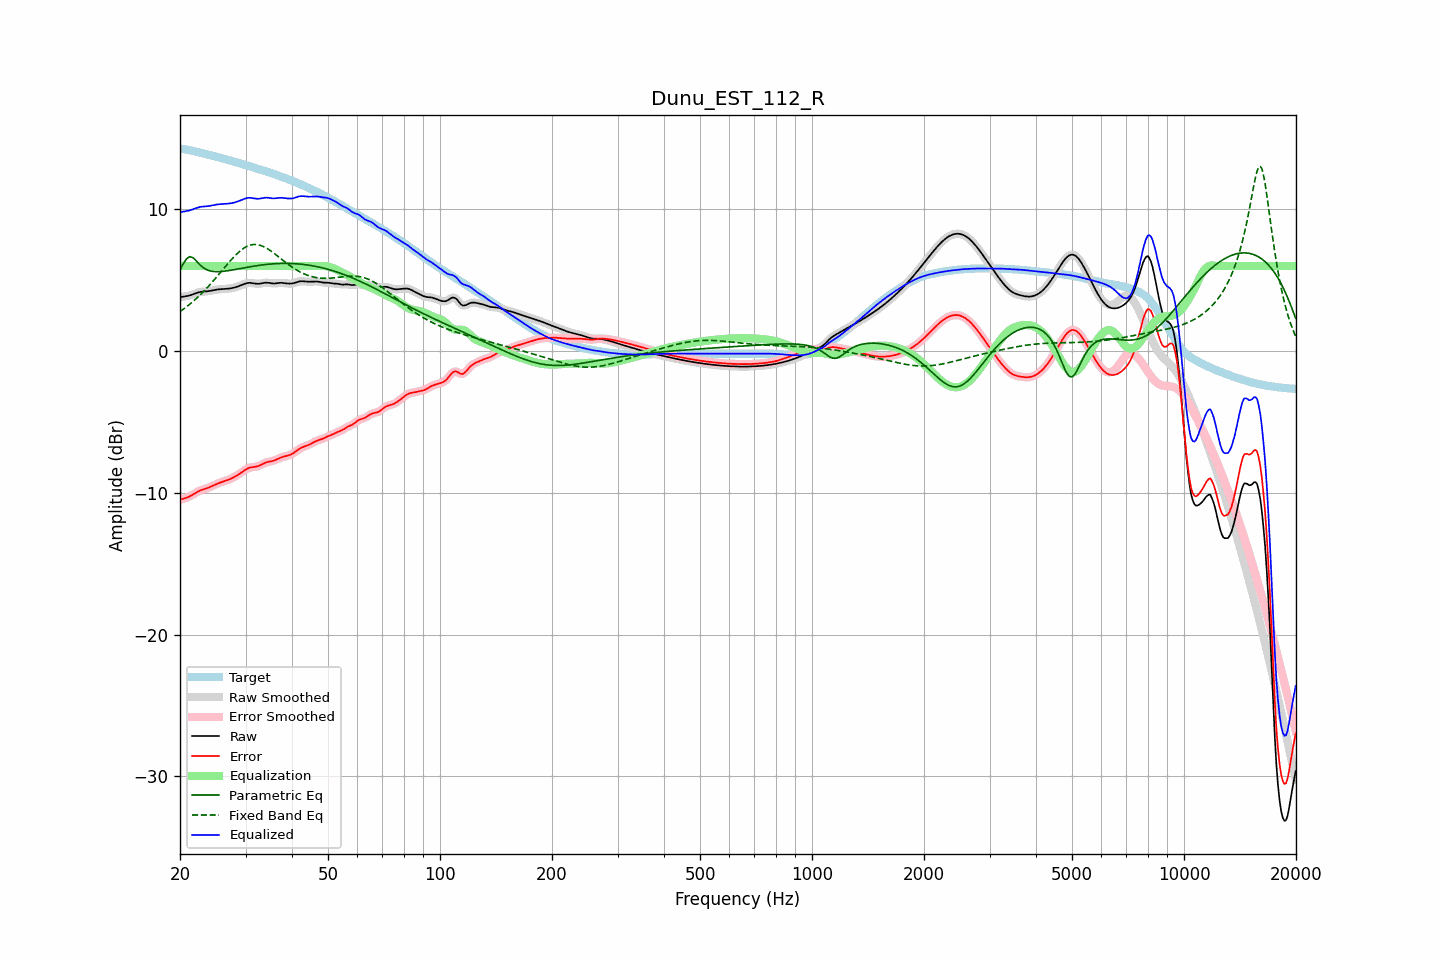 Dunu_EST_112_R
Amplitude (dBr)
10
0
−10
−20
−30
Target
Raw Smoothed
Error Smoothed
Raw
Error
Equalization
Parametric Eq
Fixed Band Eq
Equalized
20 50 100 200 500 1000 2000 5000 10000 20000
Frequency (Hz)